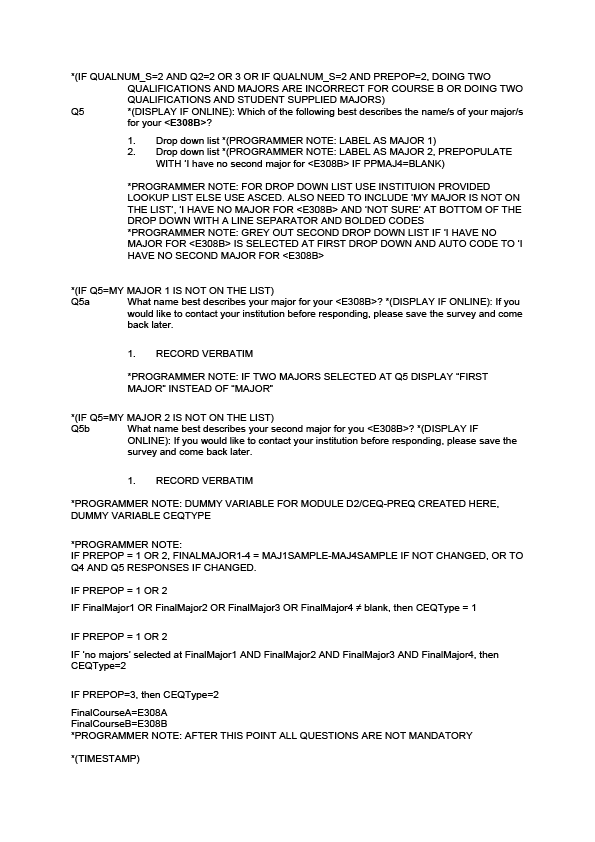 *(IF QUALNUM_S=2 AND Q2=2 OR 3 OR IF QUALNUM_S=2 AND PREPOP=2, DOING TWO
QUALIFICATIONS AND MAJORS ARE INCORRECT FOR COURSE B OR DOING TWO
QUALIFICATIONS AND STUDENT SUPPLIED MAJORS)
Q5 *(DISPLAY IF ONLINE): Which of the following best describes the name/s of your major/s
for your <E308B>?
1. Drop down list *(PROGRAMMER NOTE: LABEL AS MAJOR 1)
2. Drop down list *(PROGRAMMER NOTE: LABEL AS MAJOR 2, PREPOPULATE
WITH 'I have no second major for <E308B> IF PPMAJ4=BLANK)
*PROGRAMMER NOTE: FOR DROP DOWN LIST USE INSTITUION PROVIDED
LOOKUP LIST ELSE USE ASCED. ALSO NEED TO INCLUDE 'MY MAJOR IS NOT ON
THE LIST', 'I HAVE NO MAJOR FOR <E308B> AND 'NOT SURE' AT BOTTOM OF THE
DROP DOWN WITH A LINE SEPARATOR AND BOLDED CODES
*PROGRAMMER NOTE: GREY OUT SECOND DROP DOWN LIST IF 'I HAVE NO
MAJOR FOR <E308B> IS SELECTED AT FIRST DROP DOWN AND AUTO CODE TO 'I
HAVE NO SECOND MAJOR FOR <E308B>
*(IF Q5=MY MAJOR 1 IS NOT ON THE LIST)
Q5a What name best describes your major for your <E308B>? *(DISPLAY IF ONLINE): If you
would like to contact your institution before responding, please save the survey and come
back later.
1. RECORD VERBATIM
*PROGRAMMER NOTE: IF TWO MAJORS SELECTED AT Q5 DISPLAY "FIRST
MAJOR" INSTEAD OF "MAJOR"
*(IF Q5=MY MAJOR 2 IS NOT ON THE LIST)
Q5b What name best describes your second major for you <E308B>? *(DISPLAY IF
ONLINE): If you would like to contact your institution before responding, please save the
survey and come back later.
1. RECORD VERBATIM
*PROGRAMMER NOTE: DUMMY VARIABLE FOR MODULE D2/CEQ-PREQ CREATED HERE,
DUMMY VARIABLE CEQTYPE
*PROGRAMMER NOTE:
IF PREPOP = 1 OR 2, FINALMAJOR1-4 = MAJ1SAMPLE-MAJ4SAMPLE IF NOT CHANGED, OR TO
Q4 AND Q5 RESPONSES IF CHANGED.
IF PREPOP = 1 OR 2
IF FinalMajor1 OR FinalMajor2 OR FinalMajor3 OR FinalMajor4 ≠ blank, then CEQType = 1
IF PREPOP = 1 OR 2
IF 'no majors' selected at FinalMajor1 AND FinalMajor2 AND FinalMajor3 AND FinalMajor4, then
CEQType=2
IF PREPOP=3, then CEQType=2
FinalCourseA=E308A
FinalCourseB=E308B
*PROGRAMMER NOTE: AFTER THIS POINT ALL QUESTIONS ARE NOT MANDATORY
*(TIMESTAMP)